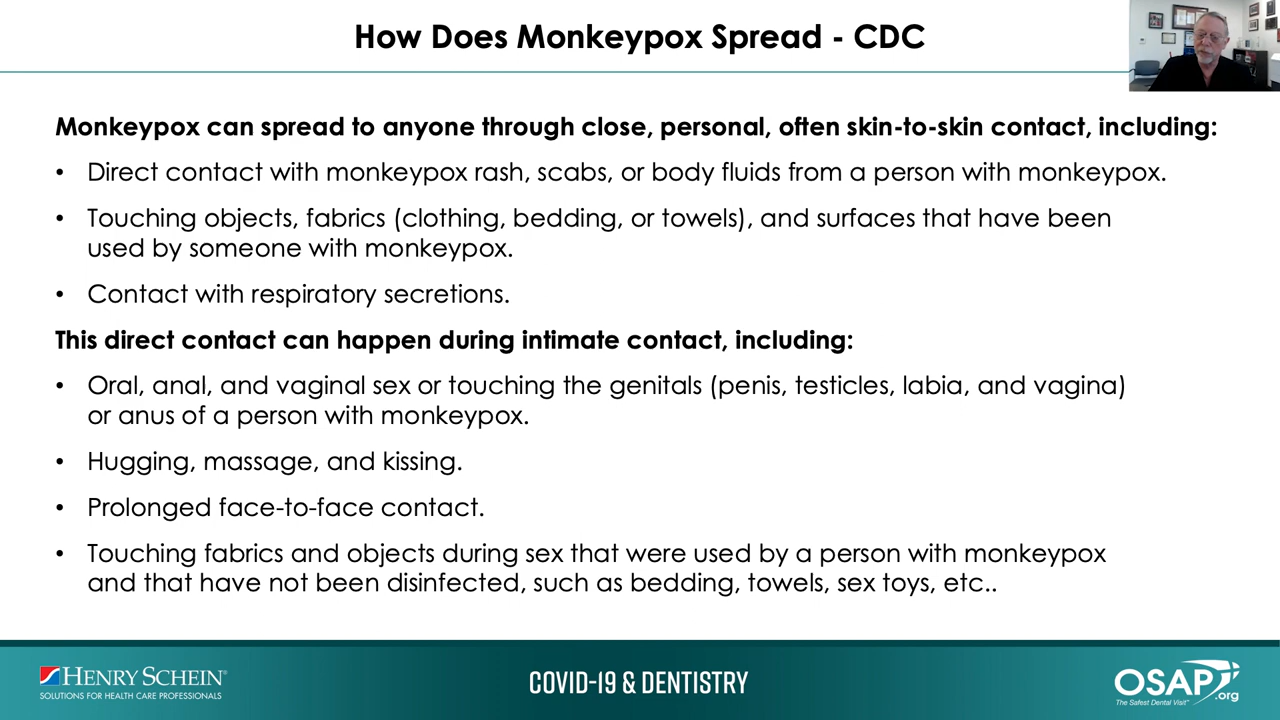 How Does Monkeypox Spread - CDC
Monkeypox can spread to anyone through close, personal, often skin-to-skin contact, including:
• Direct contact with monkeypox rash, scabs, or body fluids from a person with monkeypox.
• Touching objects, fabrics (clothing, bedding, or towels), and surfaces that have been
used by someone with monkeypox.
• Contact with respiratory secretions.
This direct contact can happen during intimate contact, including:
• Oral, anal, and vaginal sex or touching the genitals (penis, testicles, labia, and vagina)
or anus of a person with monkeypox.
• Hugging, massage, and kissing.
• Prolonged face-to-face contact.
• Touching fabrics and objects during sex that were used by a person with monkeypox
and that have not been disinfected, such as bedding, towels, sex toys, etc..
HENRY SCHEIN®
SOLUTIONS FOR HEALTH CARE PROFESSIONALS
COVID-19 & DENTISTRY
OSAP.org
The Safest Dental Visit™